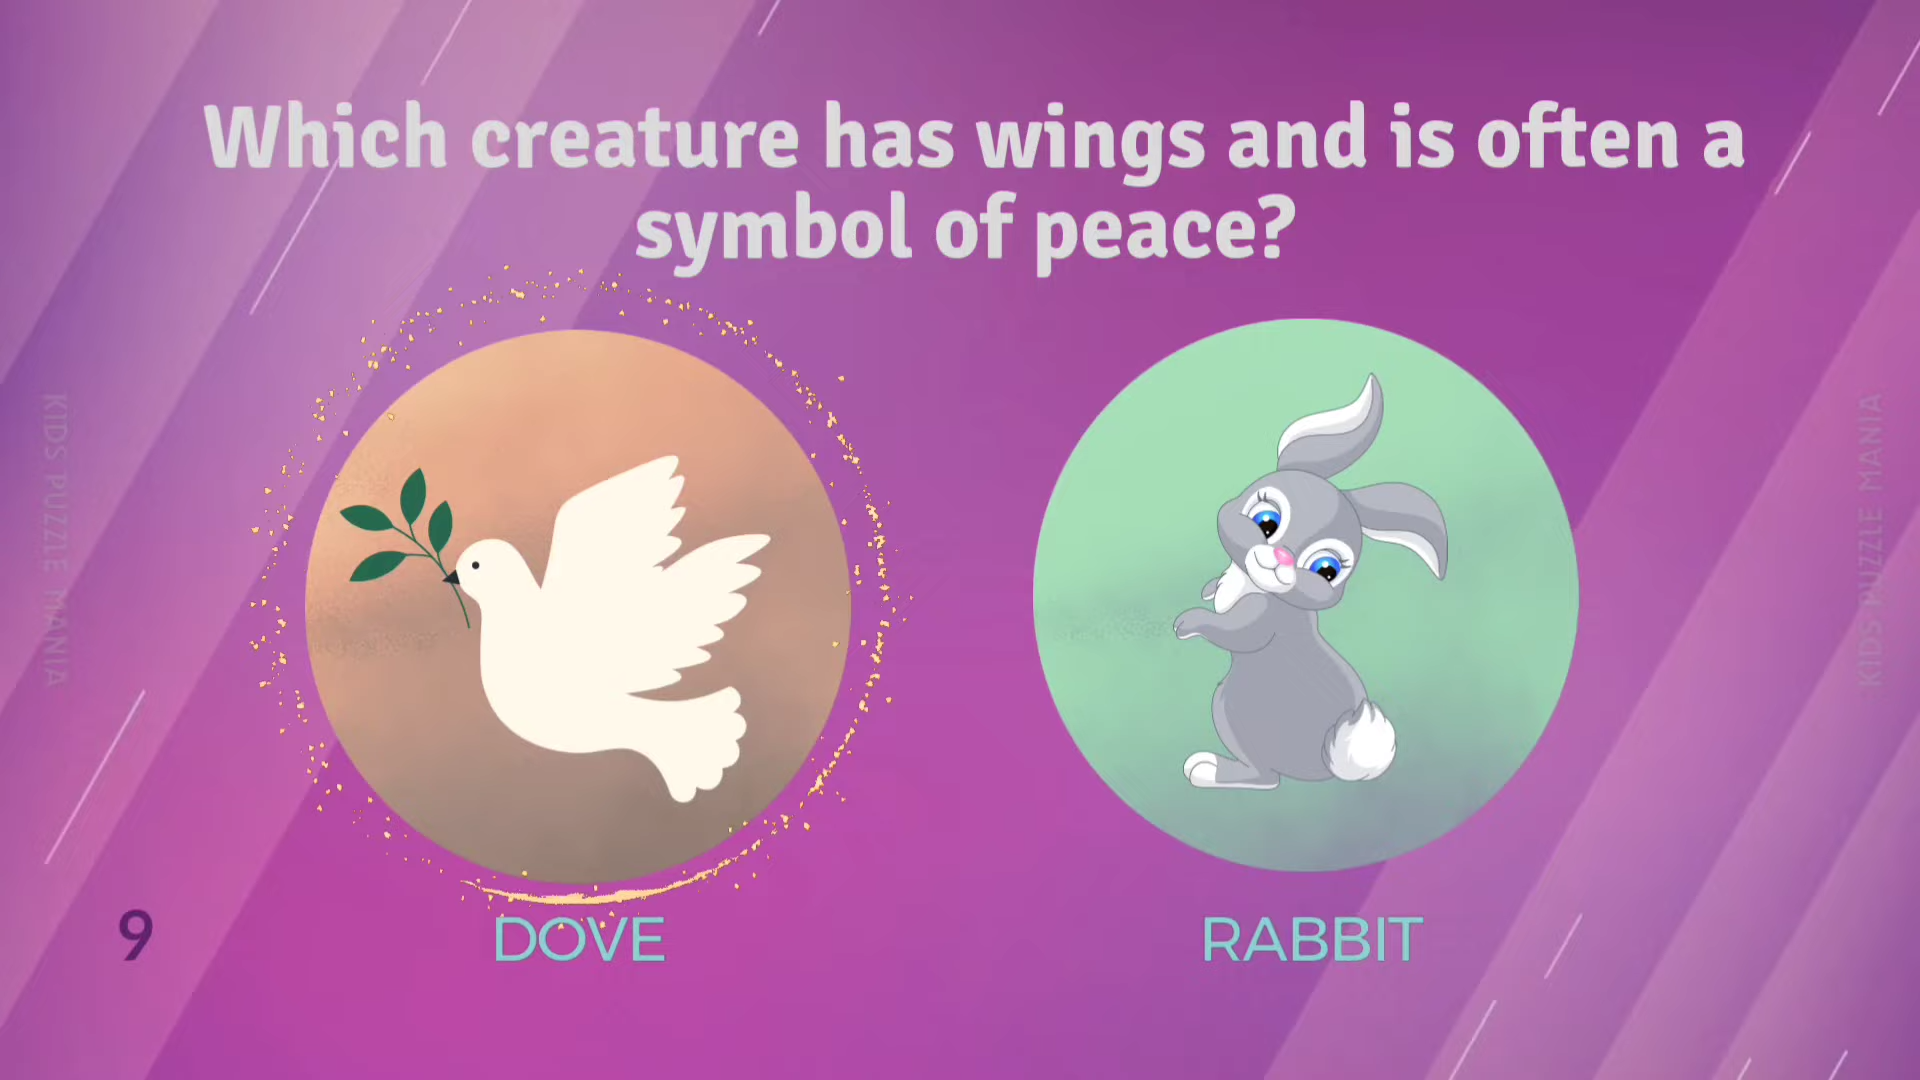 Which creature has wings and is often a
symbol of peace?
KIDS PUZZLE MANIA
KIDS PUZZLE MANIA
DOVE
RABBIT
9